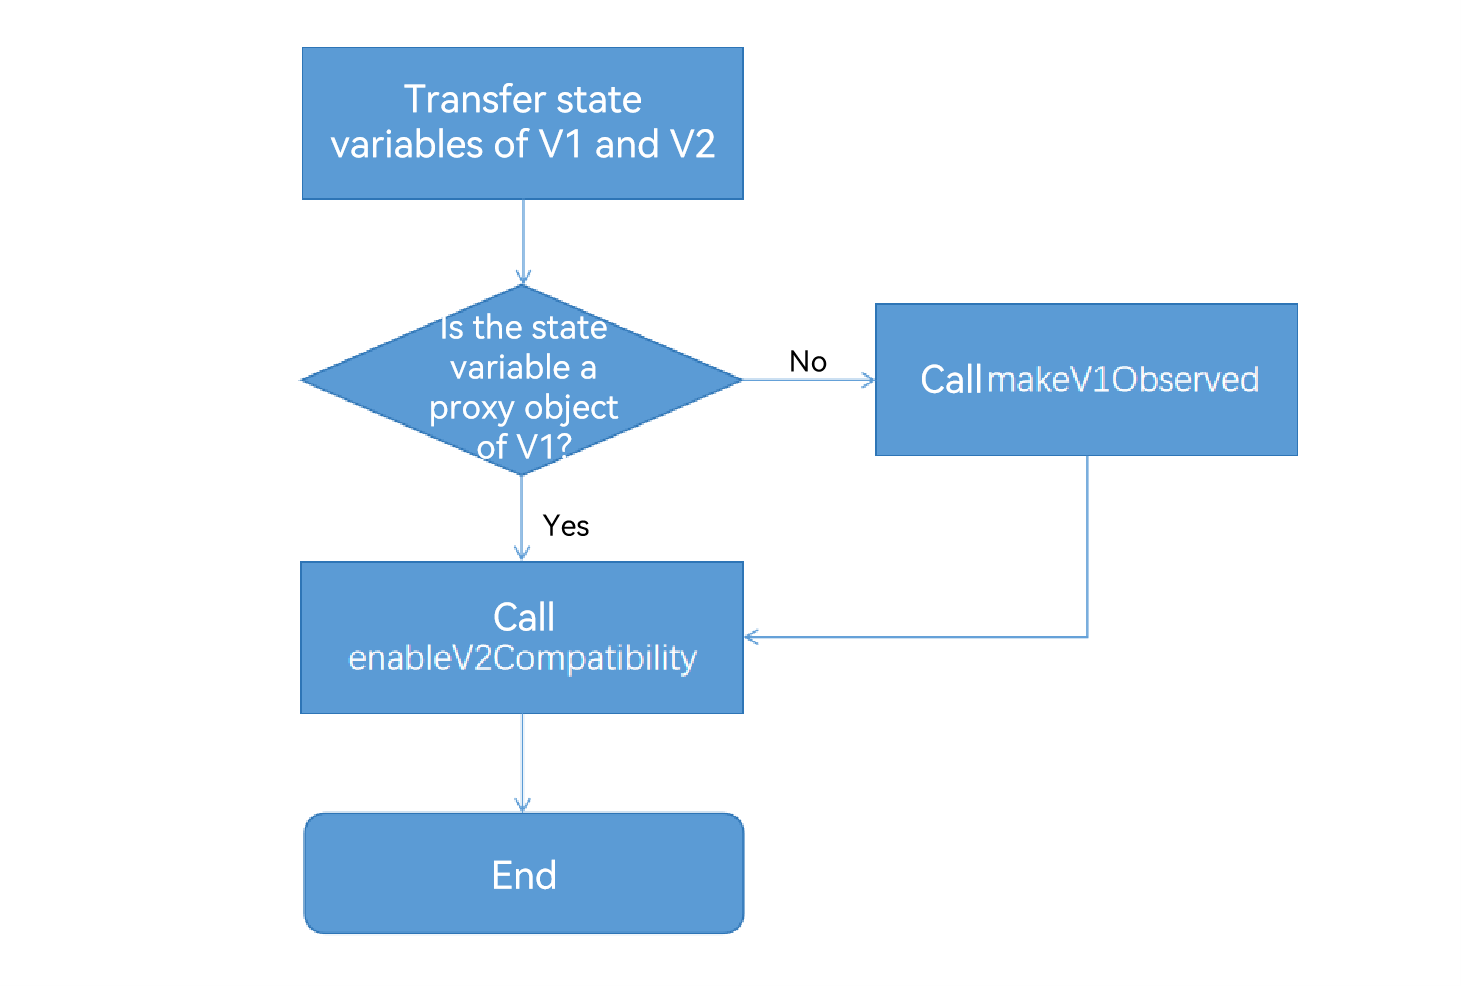 Transfer state
variables of V1 and V2
Is the state
variable a
proxy object
of V1?
No
Call makeV1Observed
Yes
Call
enableV2Compatibility
End